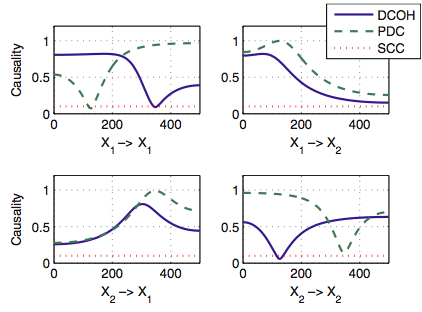 DCOH
PDC
SCC
Causality
1
0.5
0
0 200 400
X1 –> X1
1
0.5
0
0 200 400
X1 –> X2
Causality
1
0.5
0
0 200 400
X2 –> X1
1
0.5
0
0 200 400
X2 –> X2